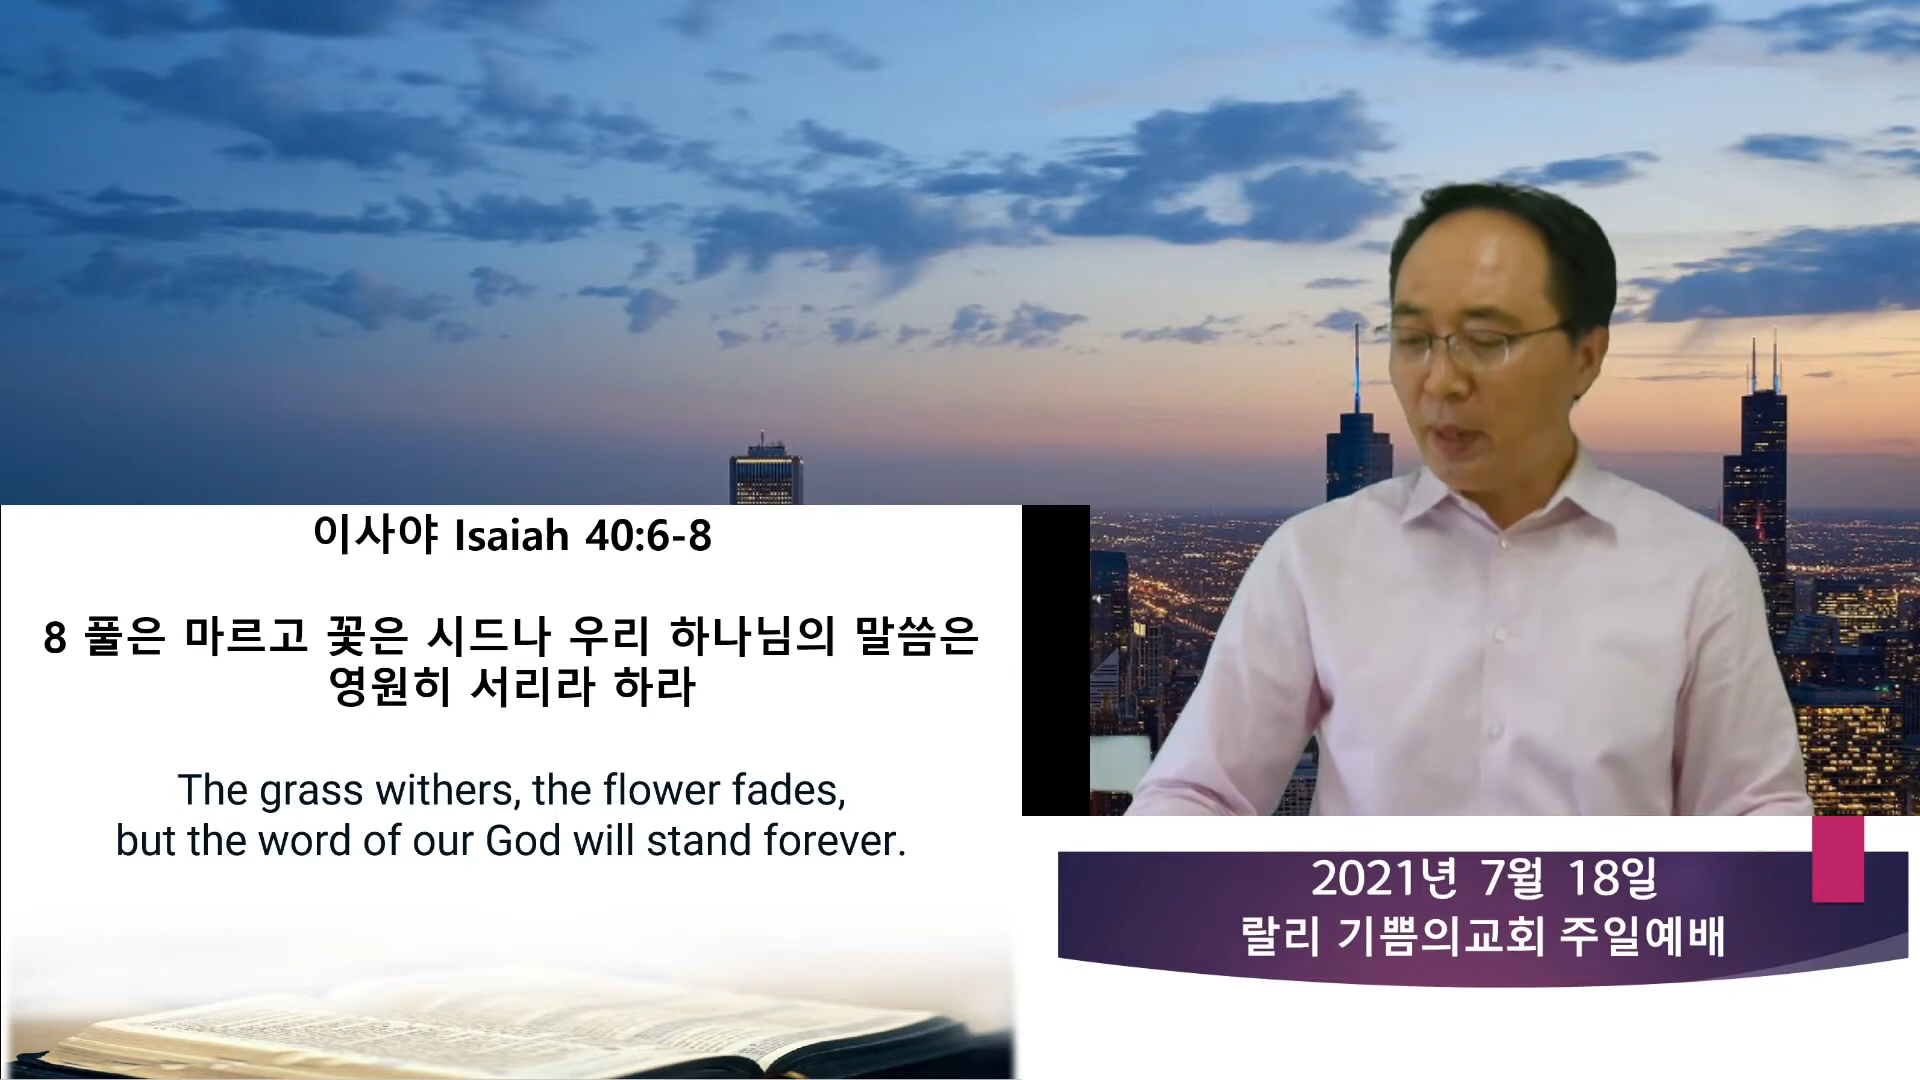 이사야 Isaiah 40:6-8
8 풀은 마르고 꽃은 시드나 우리 하나님의 말씀은
영원히 서리라 하라
The grass withers, the flower fades,
but the word of our God will stand forever.
2021년 7월 18일
랄리 기쁨의교회 주일예배